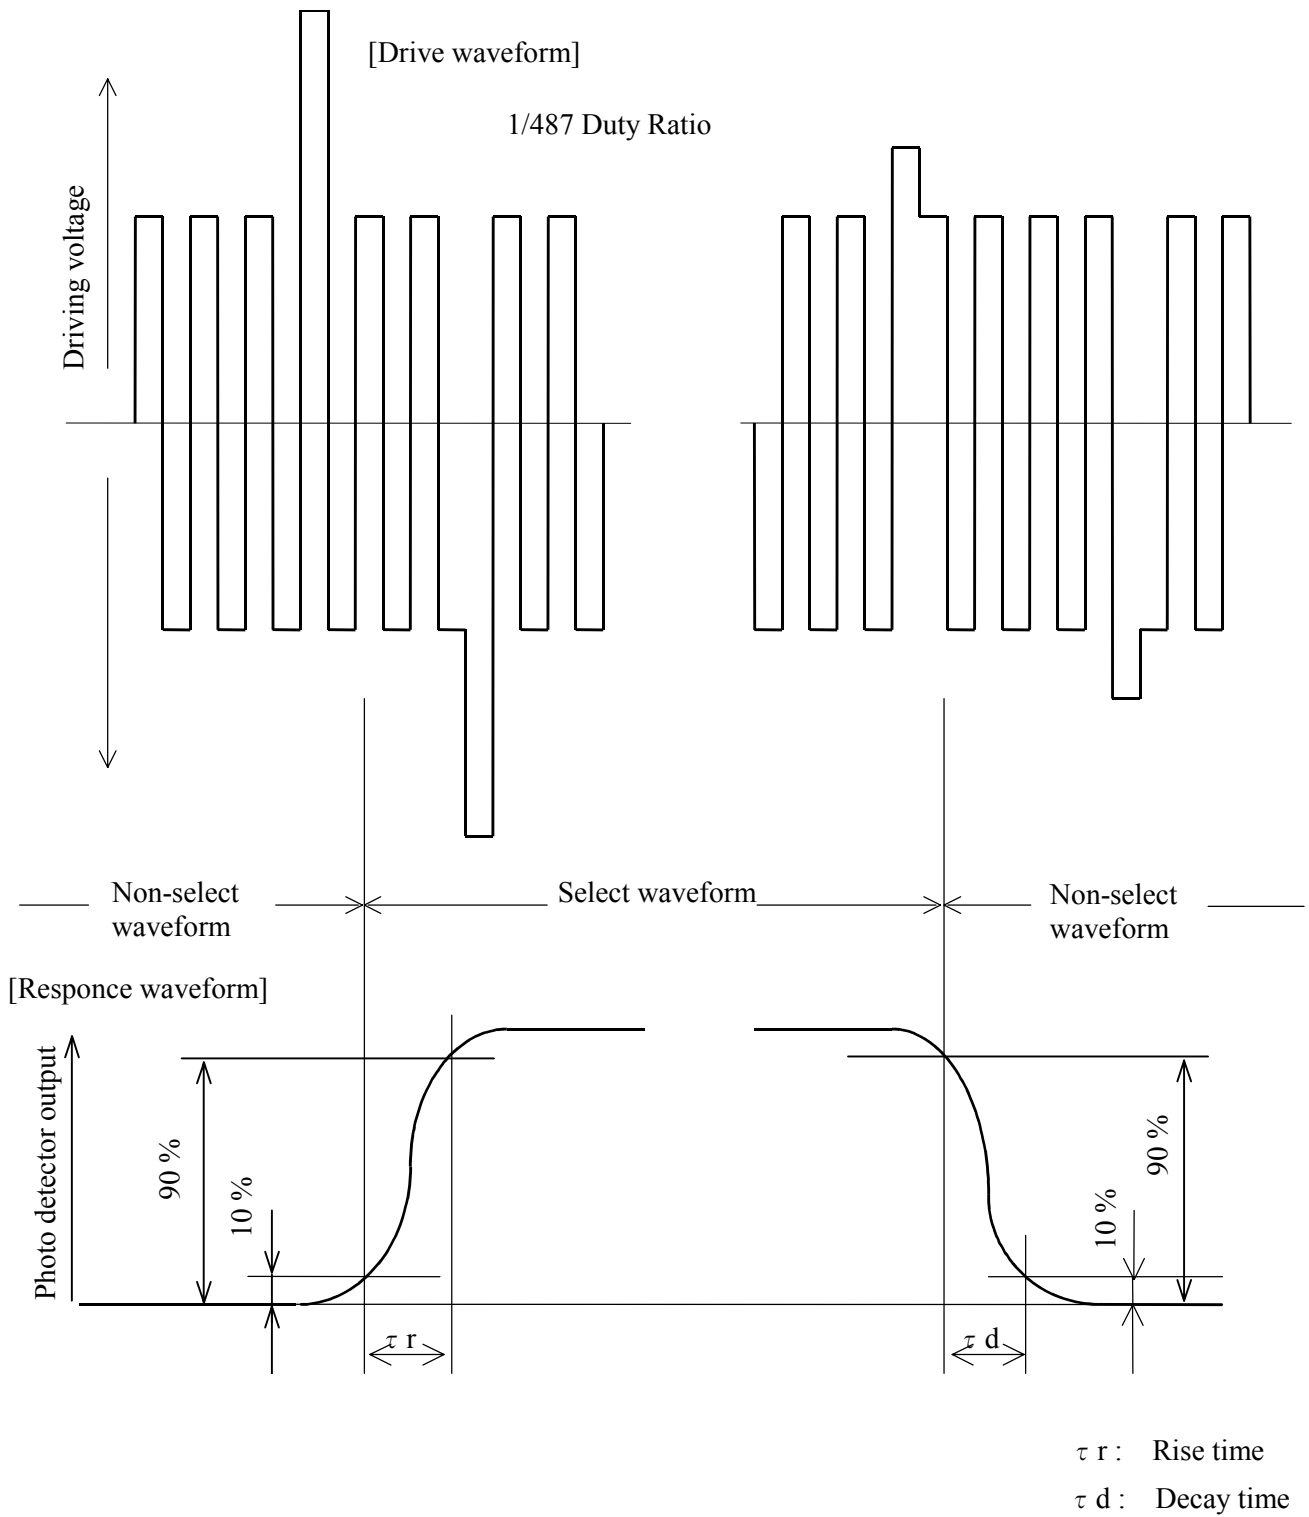 [Drive waveform]
1/487 Duty Ratio
Driving voltage
Non-select
waveform
Select waveform
Non-select
waveform
[Responce waveform]
Photo detector output
90 %
10 %
τ r
τ d
10 %
90 %
τ r : Rise time
τ d : Decay time